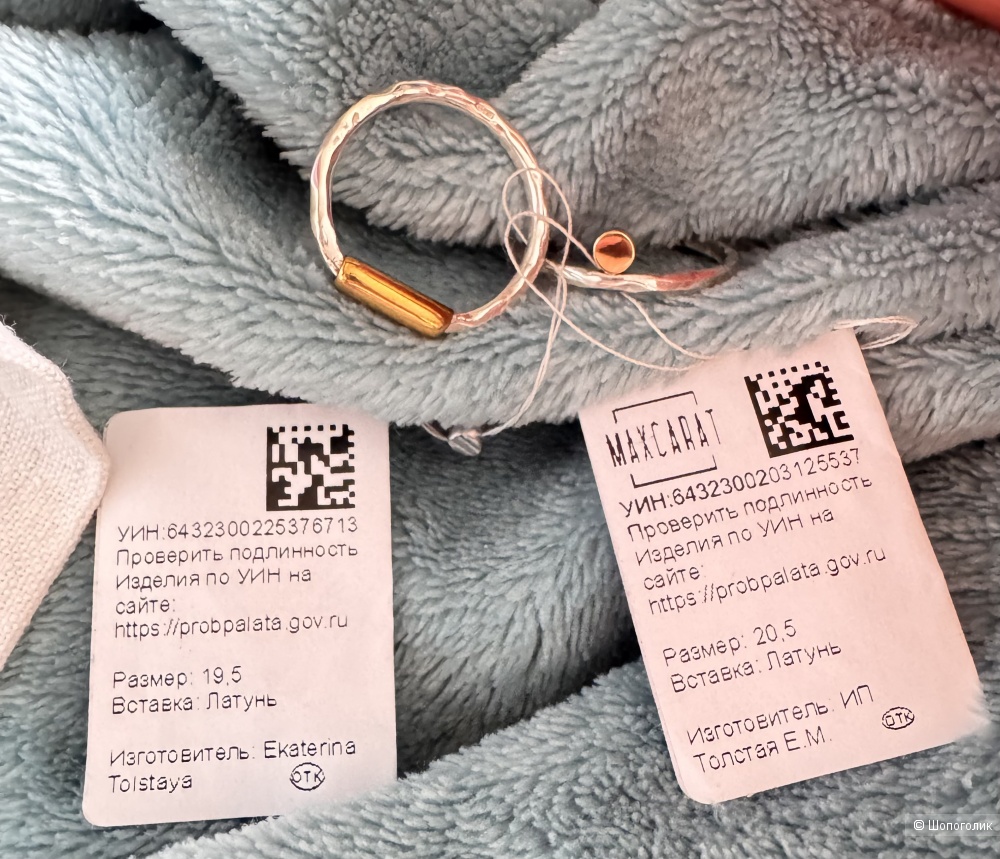 УИН:6432300225376713
Проверить подлинность
Изделия по УИН на
сайте:
https://probpalata.gov.ru
Размер: 19,5
Вставка: Латунь
Изготовитель: Ekaterina
Tolstaya
ОТК
MAXCARAT
УИН:6432300203125537
Проверить подлинность
Изделия по УИН на
сайте:
https://probpalata.gov.ru
Размер: 20,5
Вставка: Латунь
Изготовитель: ИП
Толстая Е.М.
ОТК
© Шопоголик